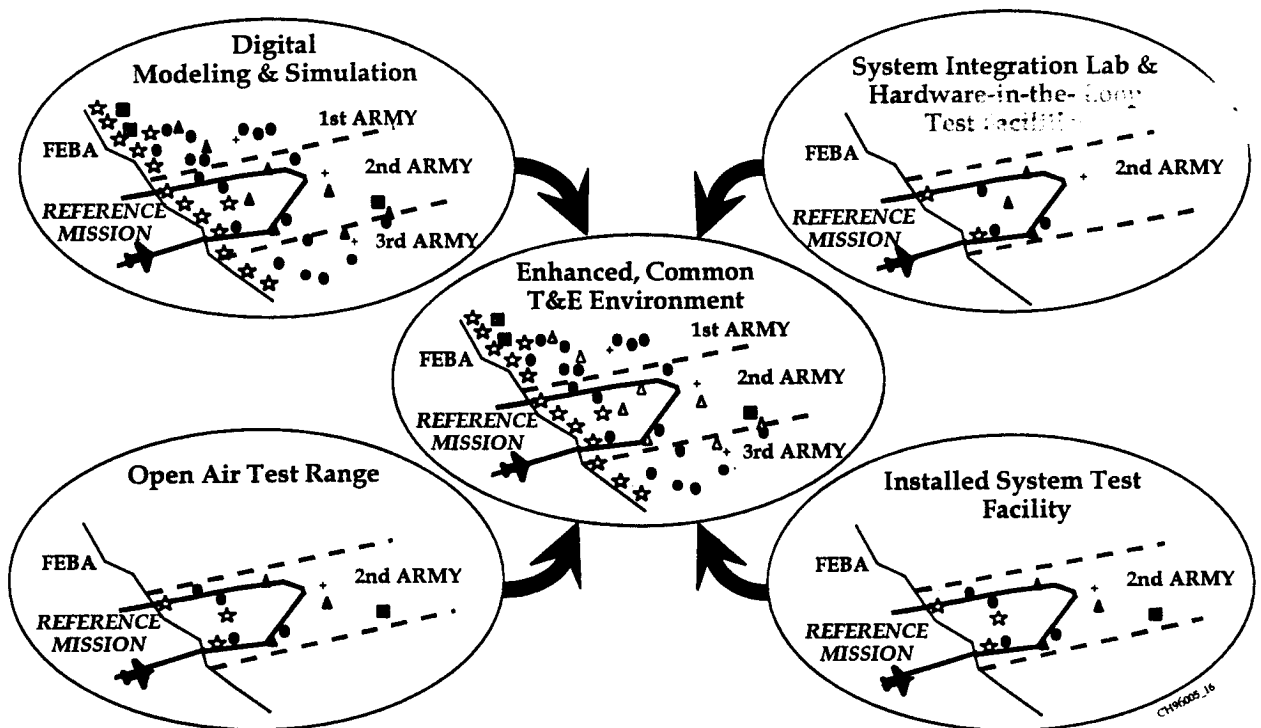 Digital
Modeling & Simulation
1st ARMY
FEBA
2nd ARMY
REFERENCE
MISSION
3rd ARMY
System Integration Lab &
Hardware-in-the- Loop
Test
FEBA
2nd ARMY
REFERENCE
MISSION
Enhanced, Common
T&E Environment
1st ARMY
FEBA
2nd ARMY
REFERENCE
MISSION
3rd ARMY
Open Air Test Range
FEBA
2nd ARMY
REFERENCE
MISSION
Installed System Test
Facility
FEBA
2nd ARMY
REFERENCE
MISSION
CH96005_16